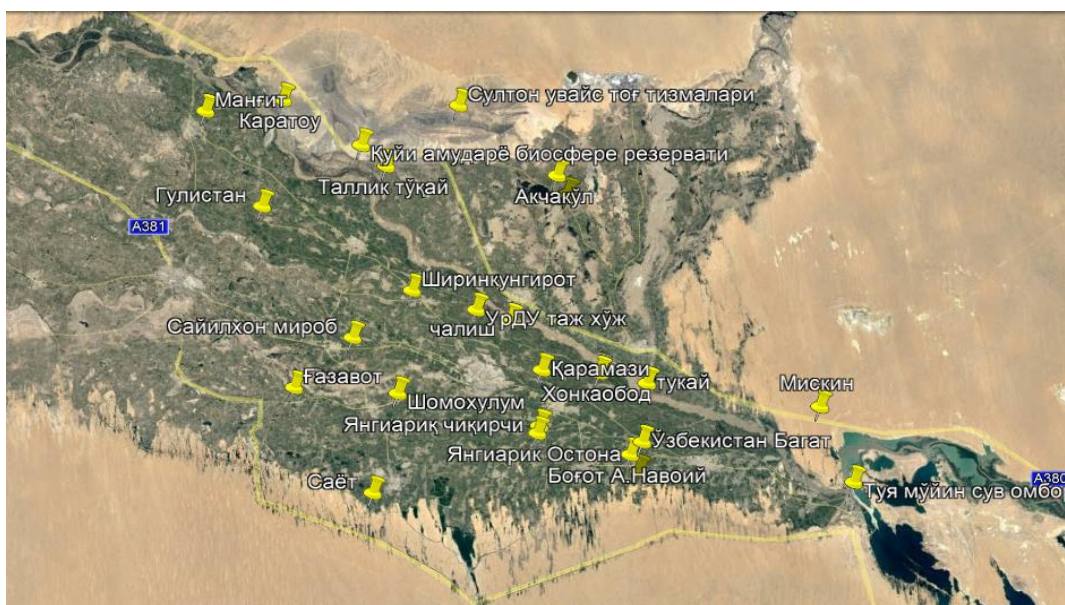 Султон увайс тоғ тизмалари
Манғит
Каратоу
Қуйи амударё биосфере резервати
Таллик тўқай
Гулистан
Акчакўл
A381
Ширинкунгирот
УрДУ таж хўж
чалиш
Сайилхон мироб
Қарамази
Ғазавот
тукай
Хонкаобод
Мискин
Шомохулум
Янгиариқ чиқирчи
Ўзбекистан Багат
Янгиарик Остона
Боғот А.Навоий
Саёт
A380
Туя мўйин сув омбо